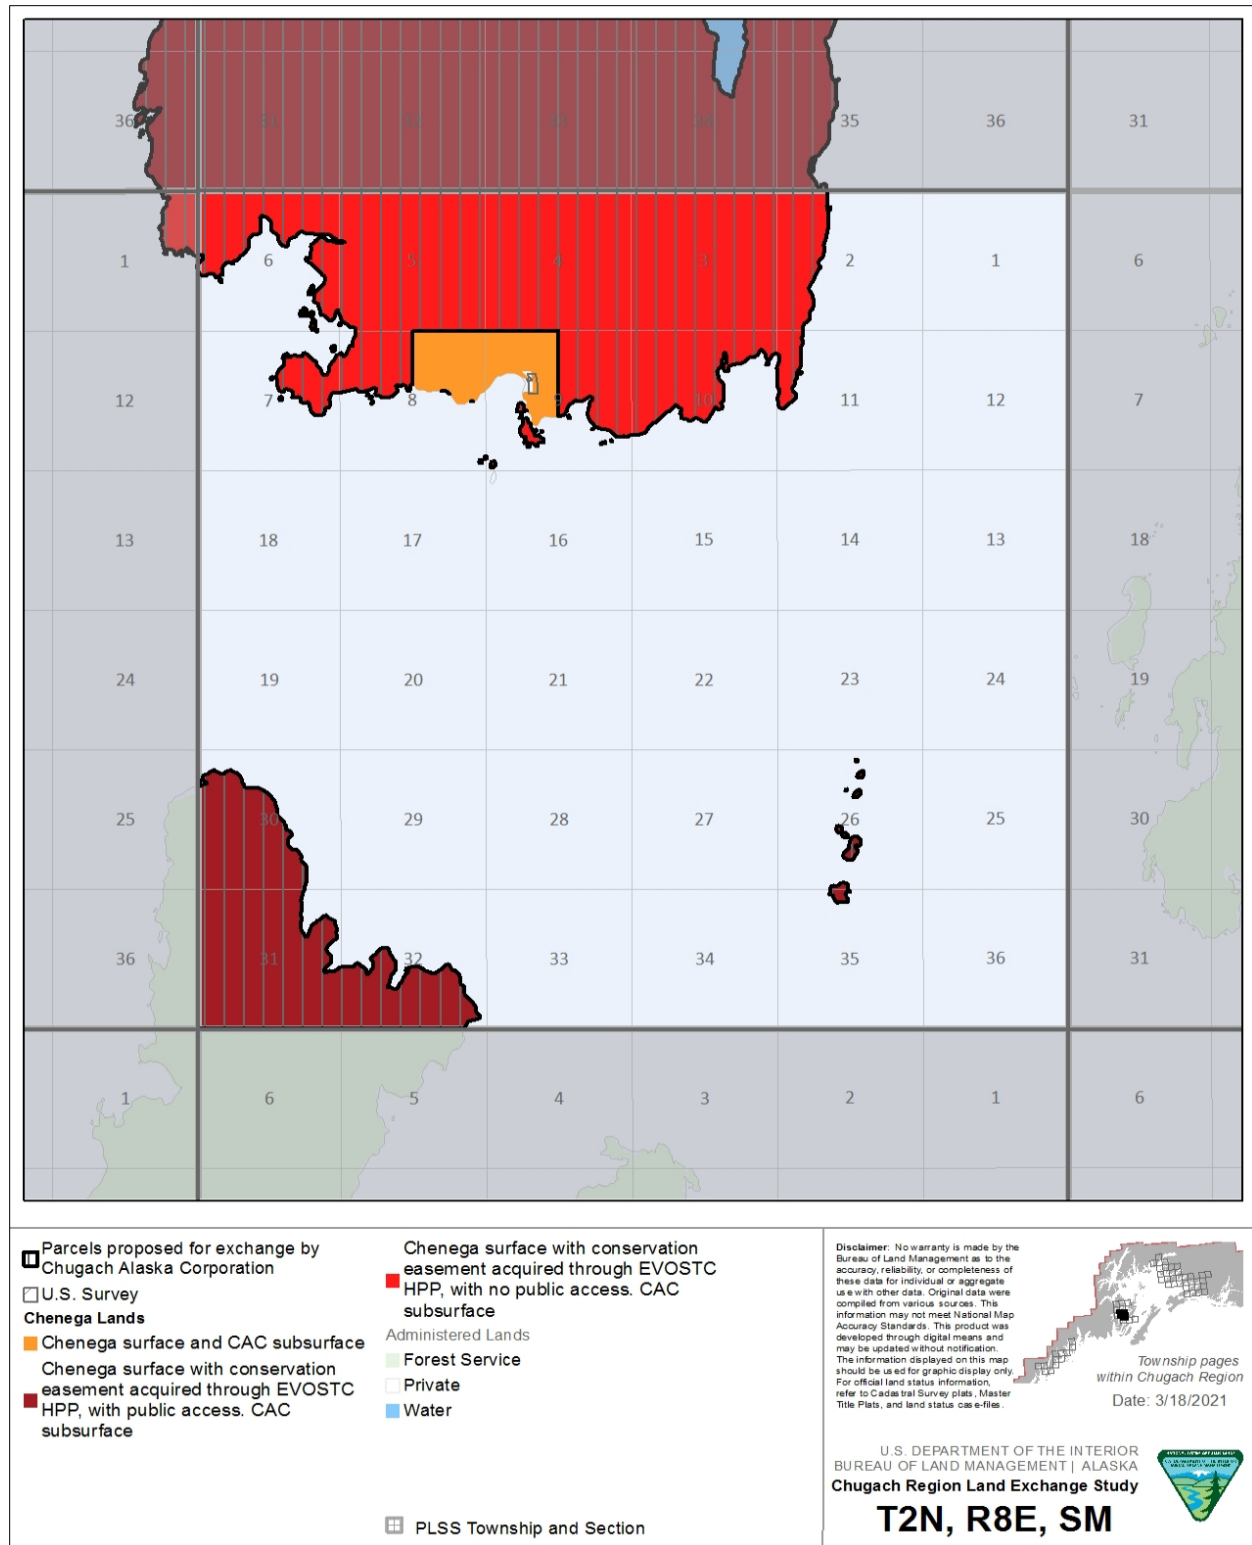 36 31 32 33 34 35 36 31
1 6 5 4 3 2 1 6
12 7 8 9 10 11 12 7
13 18 17 16 15 14 13 18
24 19 20 21 22 23 24 19
25 30 29 28 27 26 25 30
36 31 32 33 34 35 36 31
1 6 5 4 3 2 1 6
Parcels proposed for exchange by
Chugach Alaska Corporation
U.S. Survey
Chenega Lands
Chenega surface and CAC subsurface
Chenega surface with conservation
easement acquired through EVOSTC
HPP, with public access. CAC
subsurface
Chenega surface with conservation
easement acquired through EVOSTC
HPP, with no public access. CAC
subsurface
Administered Lands
Forest Service
Private
Water
PLSS Township and Section
Disclaimer: No warranty is made by the
Bureau of Land Management as to the
accuracy, reliability, or completeness of
these data for individual or aggregate
use with other data. Original data were
compiled from various sources. This
information may not meet National Map
Accuracy Standards. This product was
developed through digital means and
may be updated without notification.
The information displayed on this map
should be used for graphic display only.
For official land status information,
refer to Cadastral Survey plats, Master
Title Plats, and land status case-files.
Township pages
within Chugach Region
Date: 3/18/2021
U.S. DEPARTMENT OF THE INTERIOR
BUREAU OF LAND MANAGEMENT | ALASKA
Chugach Region Land Exchange Study
T2N, R8E, SM